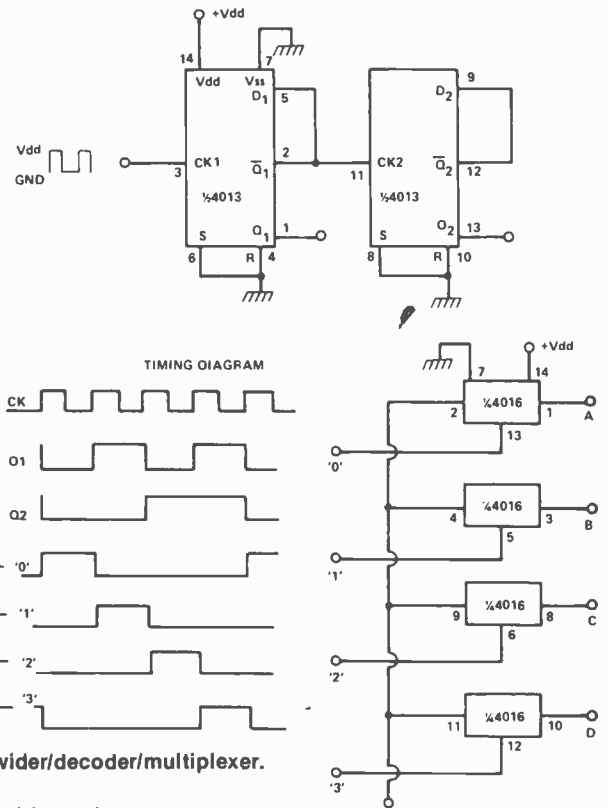 +Vdd
14
7
Vdd
Vss
D1
5
9
D2
Vdd
GND
3
CK1
Q̅1
2
11
CK2
Q̅2
12
½4013
½4013
Q1
1
O2
13
S
R
4
S
R
10
6
8
TIMING DIAGRAM
CK
O1
Q2
'0'
'1'
'2'
'3'
+Vdd
7
14
2
¼4016
1
A
13
'0'
4
¼4016
3
B
5
'1'
9
¼4016
8
C
6
'2'
11
¼4016
10
D
12
'3'
vider/decoder/multiplexer.